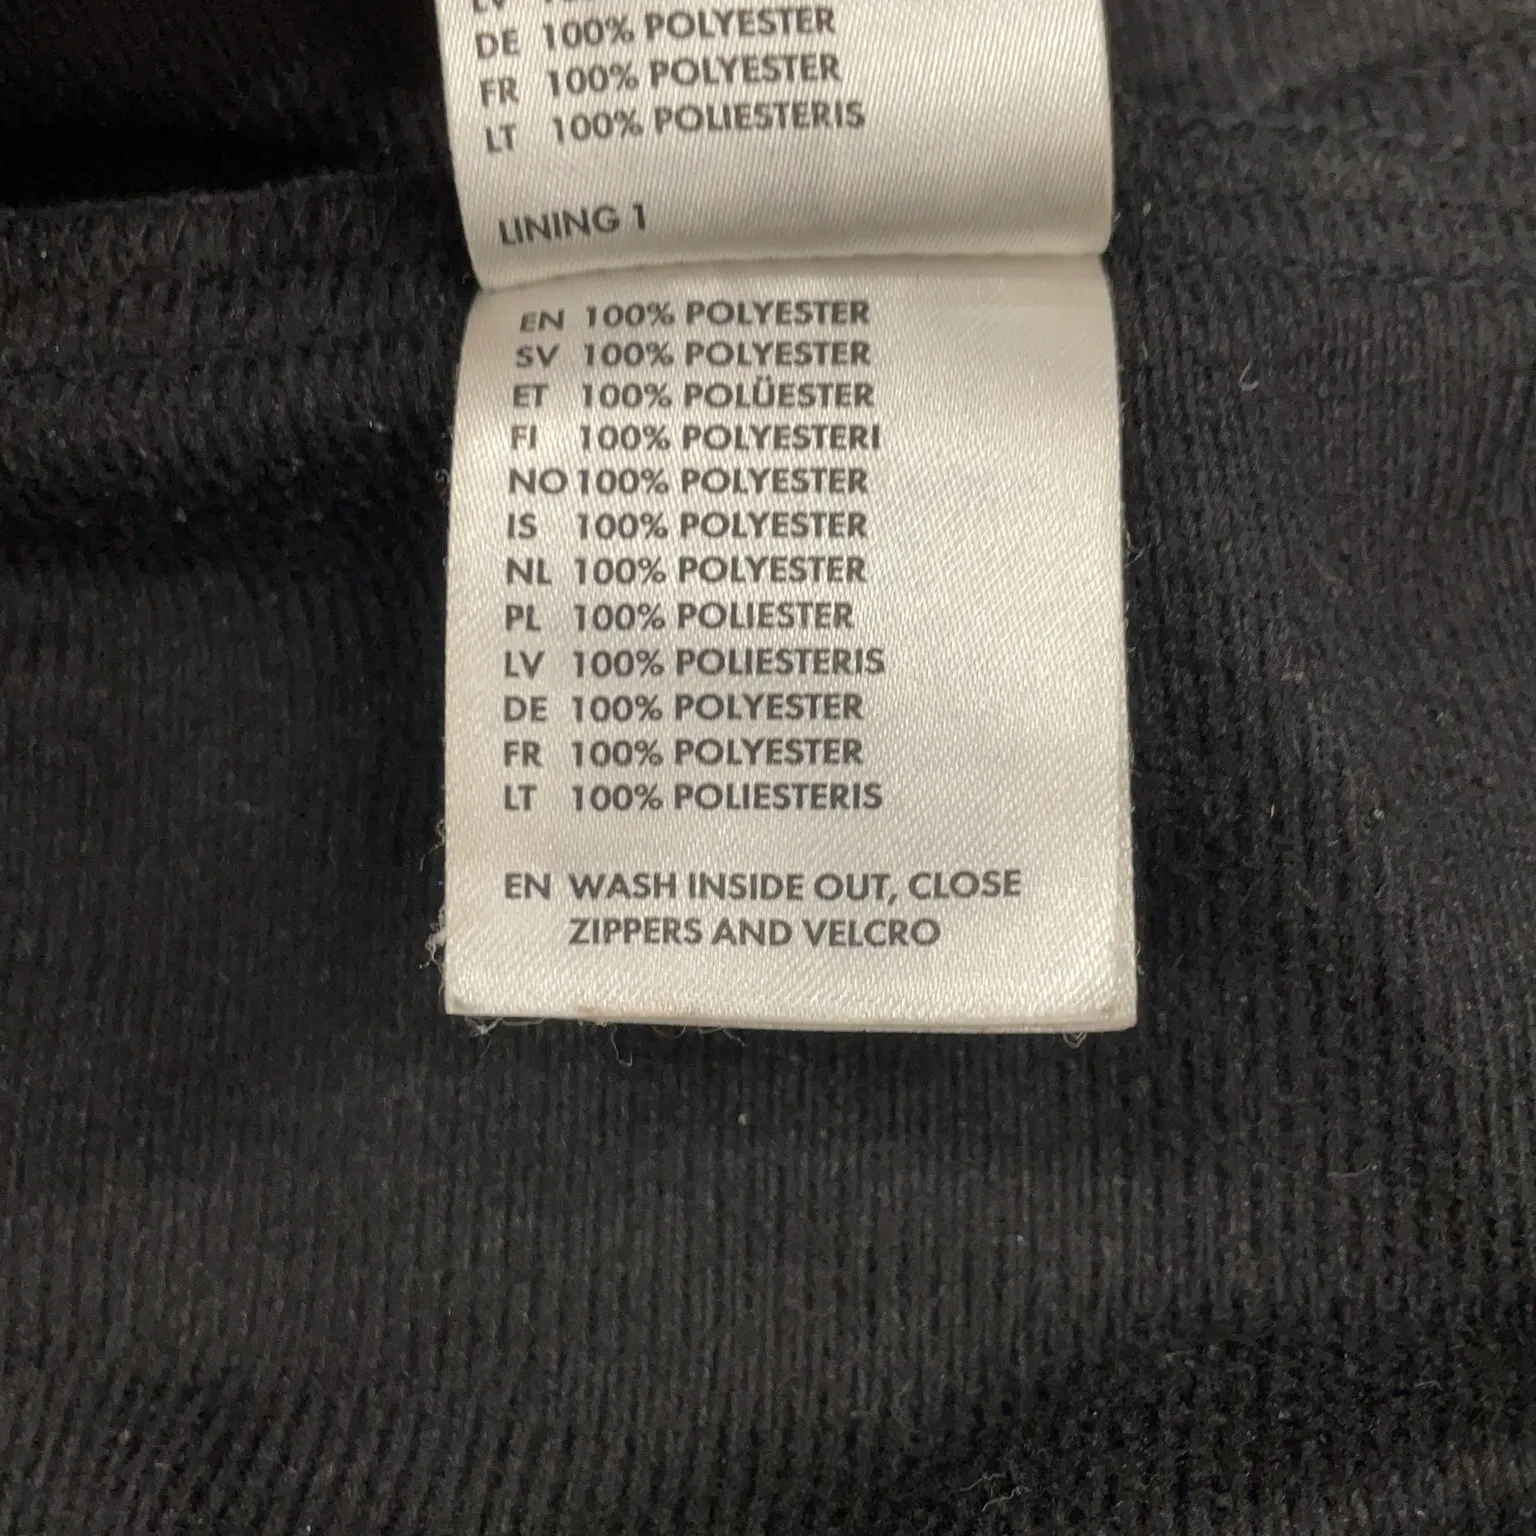 LV
DE 100% POLYESTER
FR 100% POLYESTER
LT 100% POLIESTERIS
LINING 1
EN 100% POLYESTER
SV 100% POLYESTER
ET 100% POLÜESTER
FI 100% POLYESTERI
NO 100% POLYESTER
IS 100% POLYESTER
NL 100% POLYESTER
PL 100% POLIESTER
LV 100% POLIESTERIS
DE 100% POLYESTER
FR 100% POLYESTER
LT 100% POLIESTERIS
EN WASH INSIDE OUT, CLOSE
ZIPPERS AND VELCRO